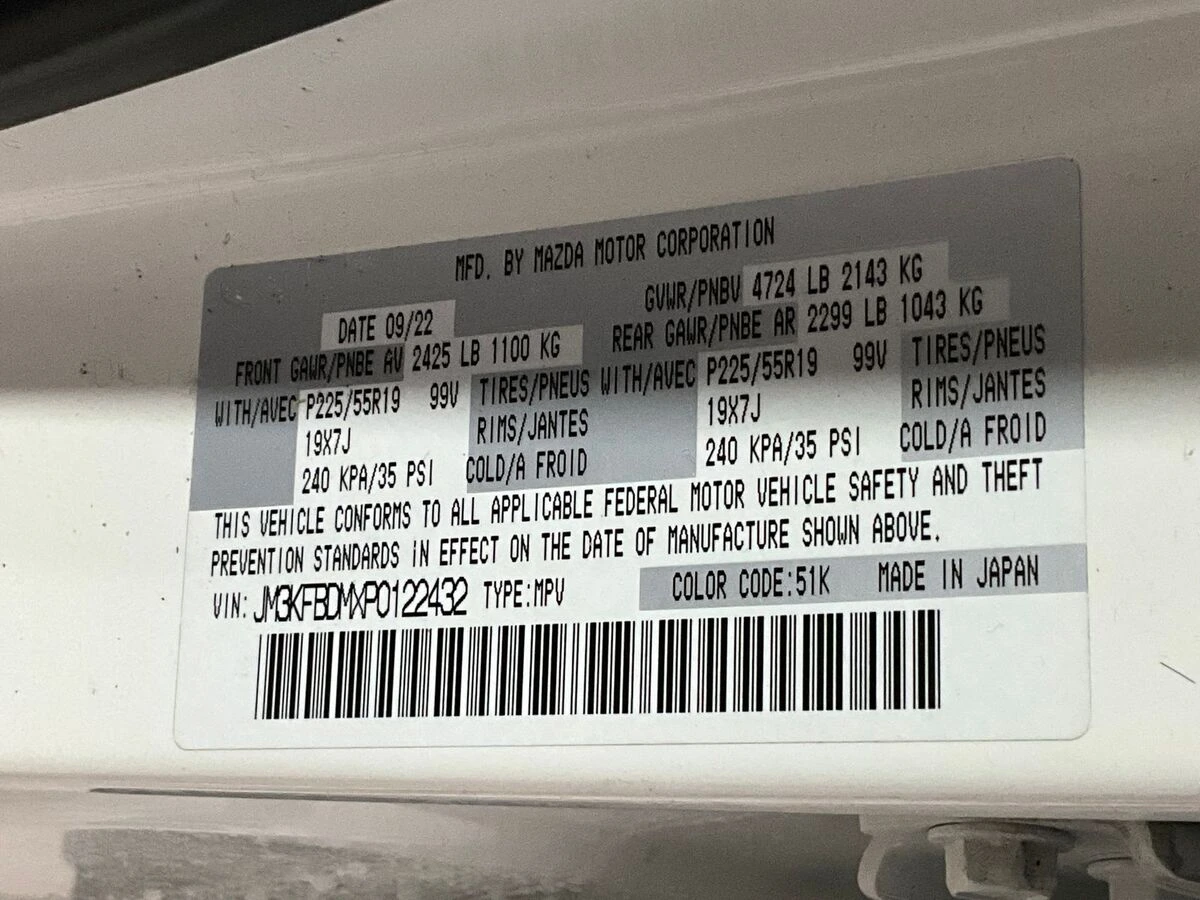 MFD. BY MAZDA MOTOR CORPORATION
DATE 09/22 GVWR/PNBV 4724 LB 2143 KG
FRONT GAWR/PNBE AV 2425 LB 1100 KG REAR GAWR/PNBE AR 2299 LB 1043 KG
WITH/AVEC P225/55R19 99V TIRES/PNEUS WITH/AVEC P225/55R19 99V TIRES/PNEUS
19X7J RIMS/JANTES 19X7J RIMS/JANTES
240 KPA/35 PSI COLD/A FROID 240 KPA/35 PSI COLD/A FROID
THIS VEHICLE CONFORMS TO ALL APPLICABLE FEDERAL MOTOR VEHICLE SAFETY AND THEFT
PREVENTION STANDARDS iN EFFECT ON THE DATE OF MANUFACTURE SHOWN ABOVE.
VIN: JM3KFBDMXP0122432 TYPE:MPV COLOR CODE:51K MADE IN JAPAN